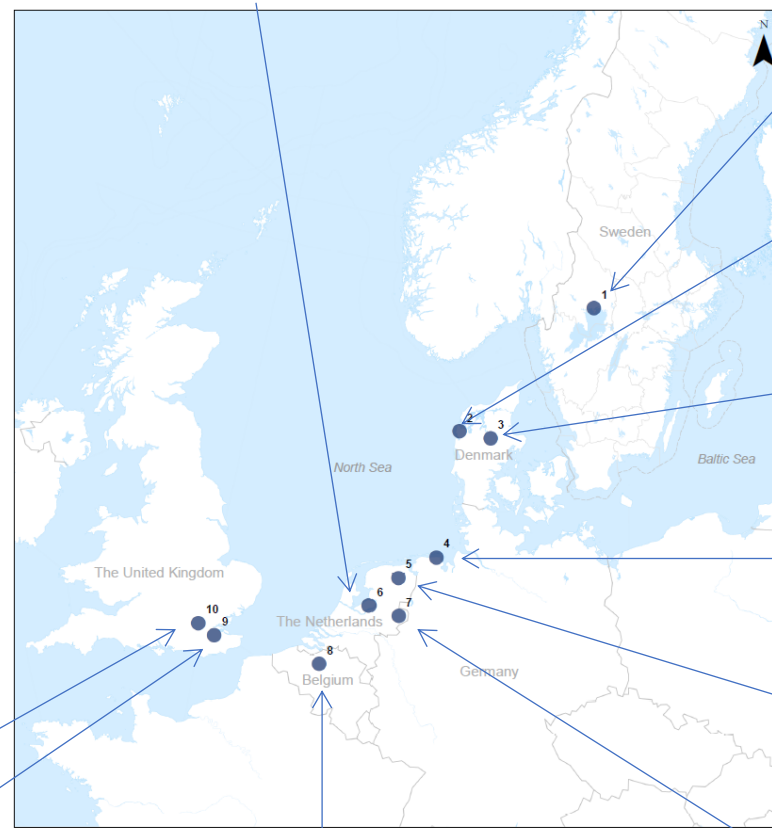 N
Sweden
1
2
3
Denmark
North Sea
Baltic Sea
4
5
The United Kingdom
6
7
10
The Netherlands
9
8
Germany
Belgium